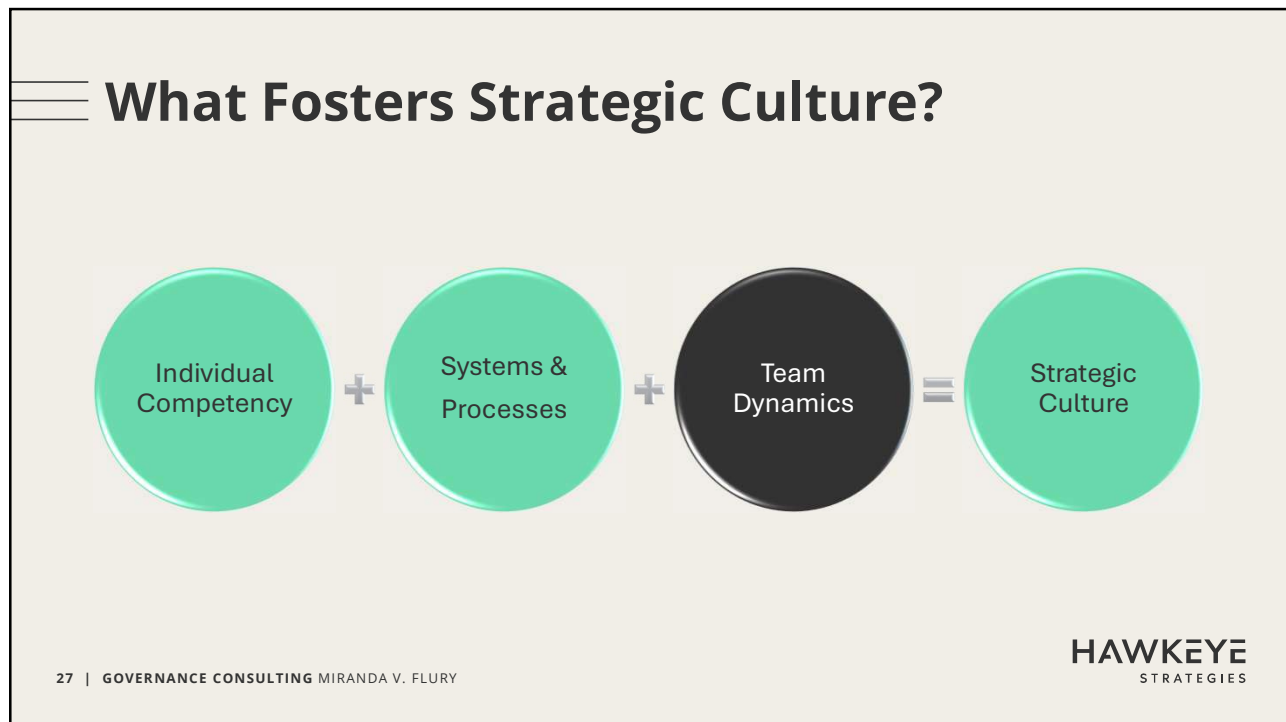 What Fosters Strategic Culture?
Individual
Competency
+
Systems &
Processes
+
Team
Dynamics
=
Strategic
Culture
27 | GOVERNANCE CONSULTING MIRANDA V. FLURY
HAWKEYE
STRATEGIES